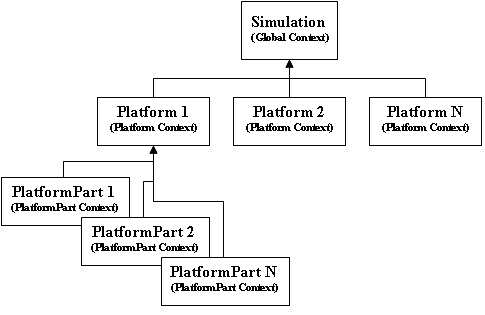 Simulation
(Global Context)
Platform 1
(Platform Context)
Platform 2
(Platform Context)
Platform N
(Platform Context)
PlatformPart 1
(PlatformPart Context)
PlatformPart 2
(PlatformPart Context)
PlatformPart N
(PlatformPart Context)